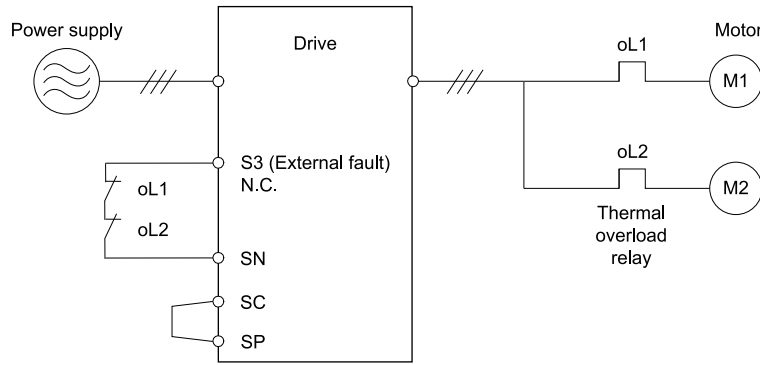 Power supply
Drive
oL1
Motor
M1
S3 (External fault)
N.C.
oL1
oL2
oL2
M2
Thermal
overload
relay
SN
SC
SP